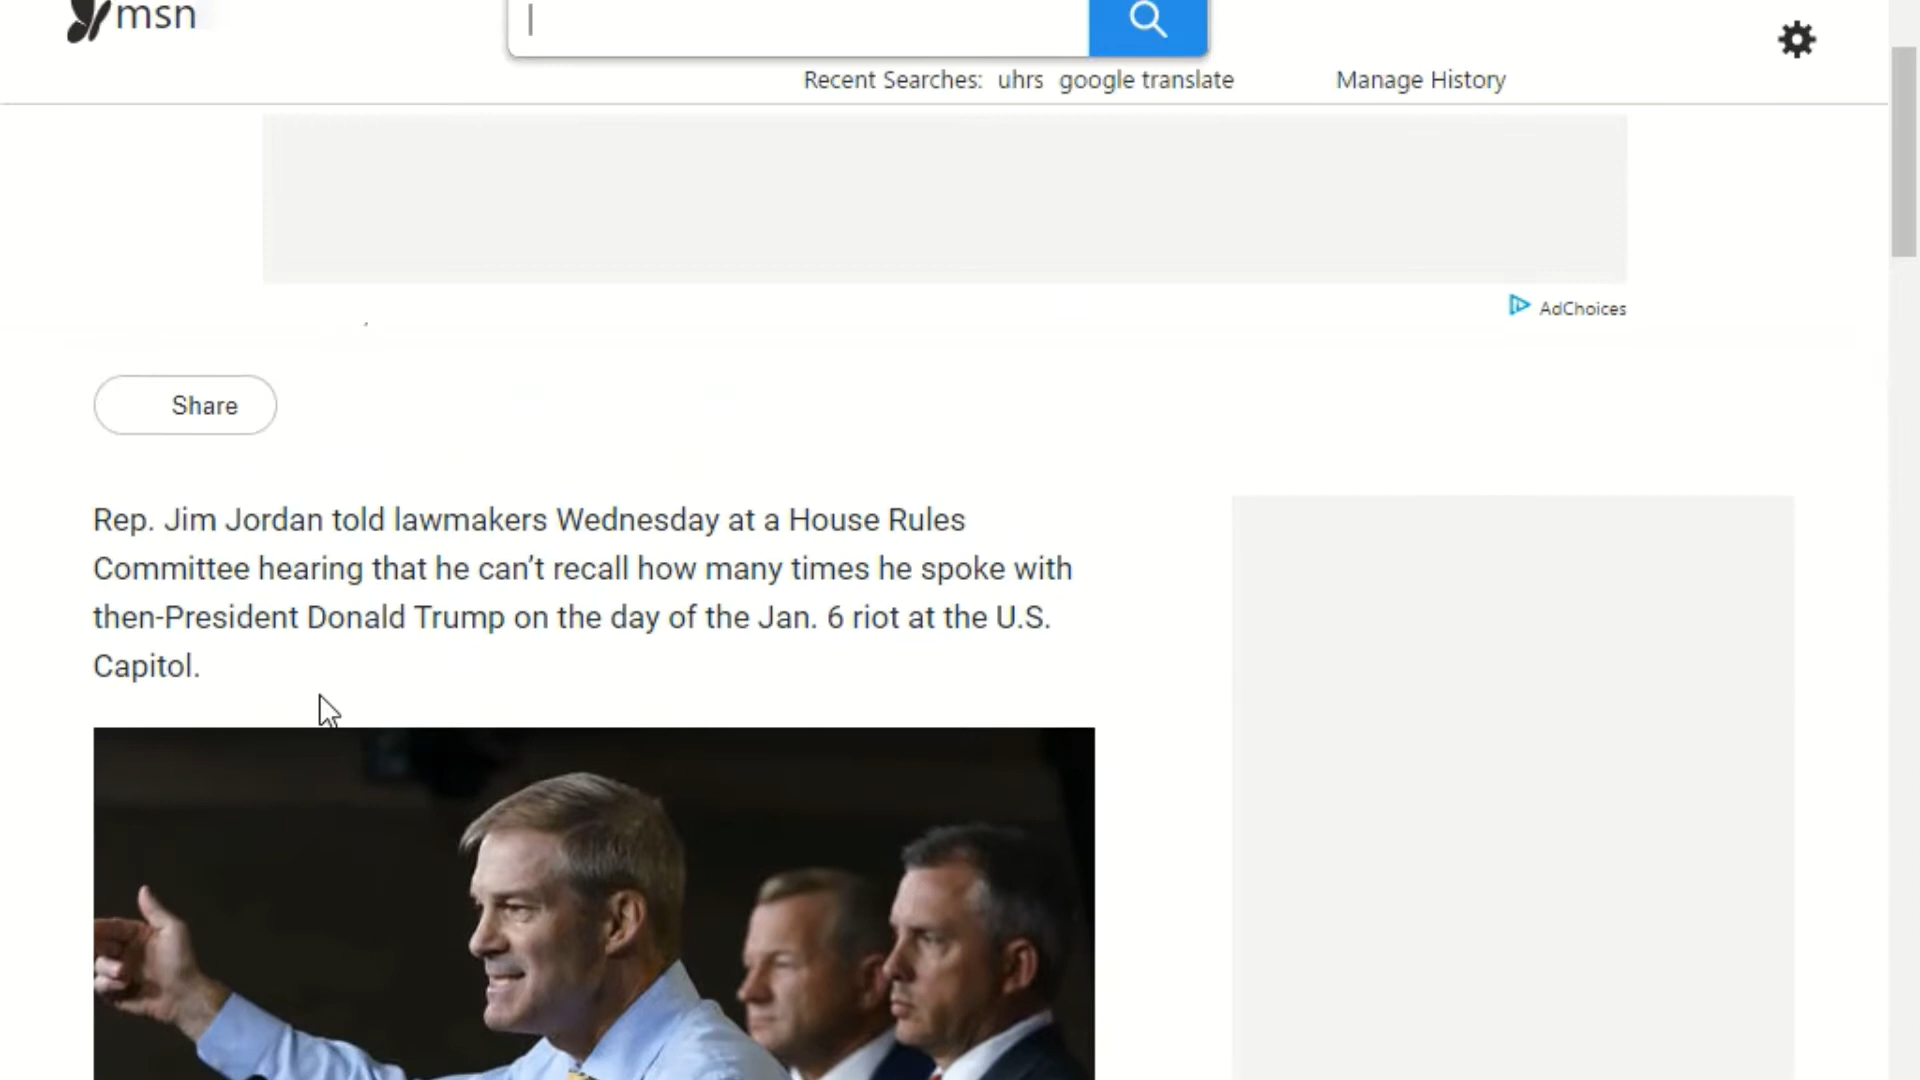 msn
Recent Searches: uhrs google translate Manage History
AdChoices
Share
Rep. Jim Jordan told lawmakers Wednesday at a House Rules
Committee hearing that he can’t recall how many times he spoke with
then-President Donald Trump on the day of the Jan. 6 riot at the U.S.
Capitol.